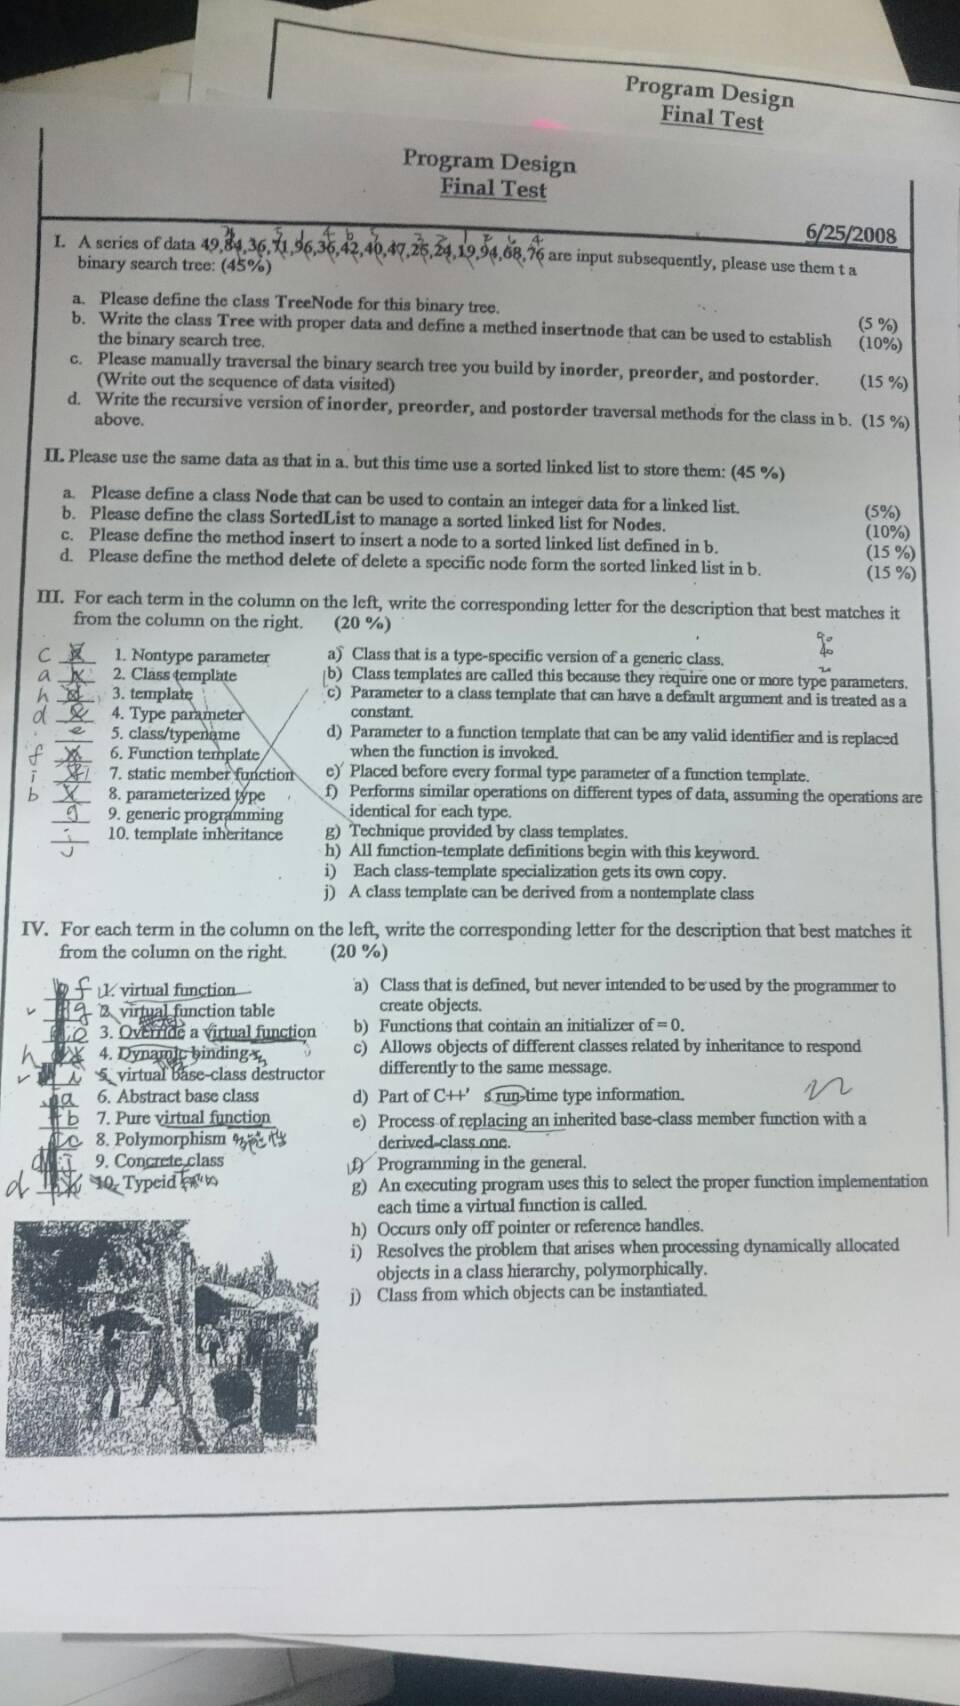 Program Design
Final Test
Program Design
Final Test
6/25/2008
I. A series of data 49,84,36,71,96,36,42,40,47,25,24,19,94,68,76 are input subsequently, please use them t a
binary search tree: (45%)
a. Please define the class TreeNode for this binary tree. (5 %)
b. Write the class Tree with proper data and define a methed insertnode that can be used to establish (10%)
the binary search tree.
c. Please manually traversal the binary search tree you build by inorder, preorder, and postorder. (15 %)
(Write out the sequence of data visited)
d. Write the recursive version of inorder, preorder, and postorder traversal methods for the class in b. (15 %)
above.
II. Please use the same data as that in a. but this time use a sorted linked list to store them: (45 %)
a. Please define a class Node that can be used to contain an integer data for a linked list. (5%)
b. Please define the class SortedList to manage a sorted linked list for Nodes. (10%)
c. Please define the method insert to insert a node to a sorted linked list defined in b. (15 %)
d. Please define the method delete of delete a specific node form the sorted linked list in b. (15 %)
III. For each term in the column on the left, write the corresponding letter for the description that best matches it
from the column on the right. (20 %)
c 1. Nontype parameter
a 2. Class template
h 3. template
d 4. Type parameter
e 5. class/typename
f 6. Function template
i 7. static member function
b 8. parameterized type
g 9. generic programming
j 10. template inheritance
a) Class that is a type-specific version of a generic class.
b) Class templates are called this because they require one or more type parameters.
c) Parameter to a class template that can have a default argument and is treated as a
constant.
d) Parameter to a function template that can be any valid identifier and is replaced
when the function is invoked.
e) Placed before every formal type parameter of a function template.
f) Performs similar operations on different types of data, assuming the operations are
identical for each type.
g) Technique provided by class templates.
h) All function-template definitions begin with this keyword.
i) Each class-template specialization gets its own copy.
j) A class template can be derived from a nontemplate class
IV. For each term in the column on the left, write the corresponding letter for the description that best matches it
from the column on the right. (20 %)
f 1. virtual function
g 2. virtual function table
e 3. Override a virtual function
h 4. Dynamic binding
i 5. virtual base-class destructor
a 6. Abstract base class
b 7. Pure virtual function
c 8. Polymorphism
j 9. Concrete class
d 10. Typeid
a) Class that is defined, but never intended to be used by the programmer to
create objects.
b) Functions that contain an initializer of = 0.
c) Allows objects of different classes related by inheritance to respond
differently to the same message.
d) Part of C++' s run-time type information.
e) Process of replacing an inherited base-class member function with a
derived-class one.
f) Programming in the general.
g) An executing program uses this to select the proper function implementation
each time a virtual function is called.
h) Occurs only off pointer or reference handles.
i) Resolves the problem that arises when processing dynamically allocated
objects in a class hierarchy, polymorphically.
j) Class from which objects can be instantiated.